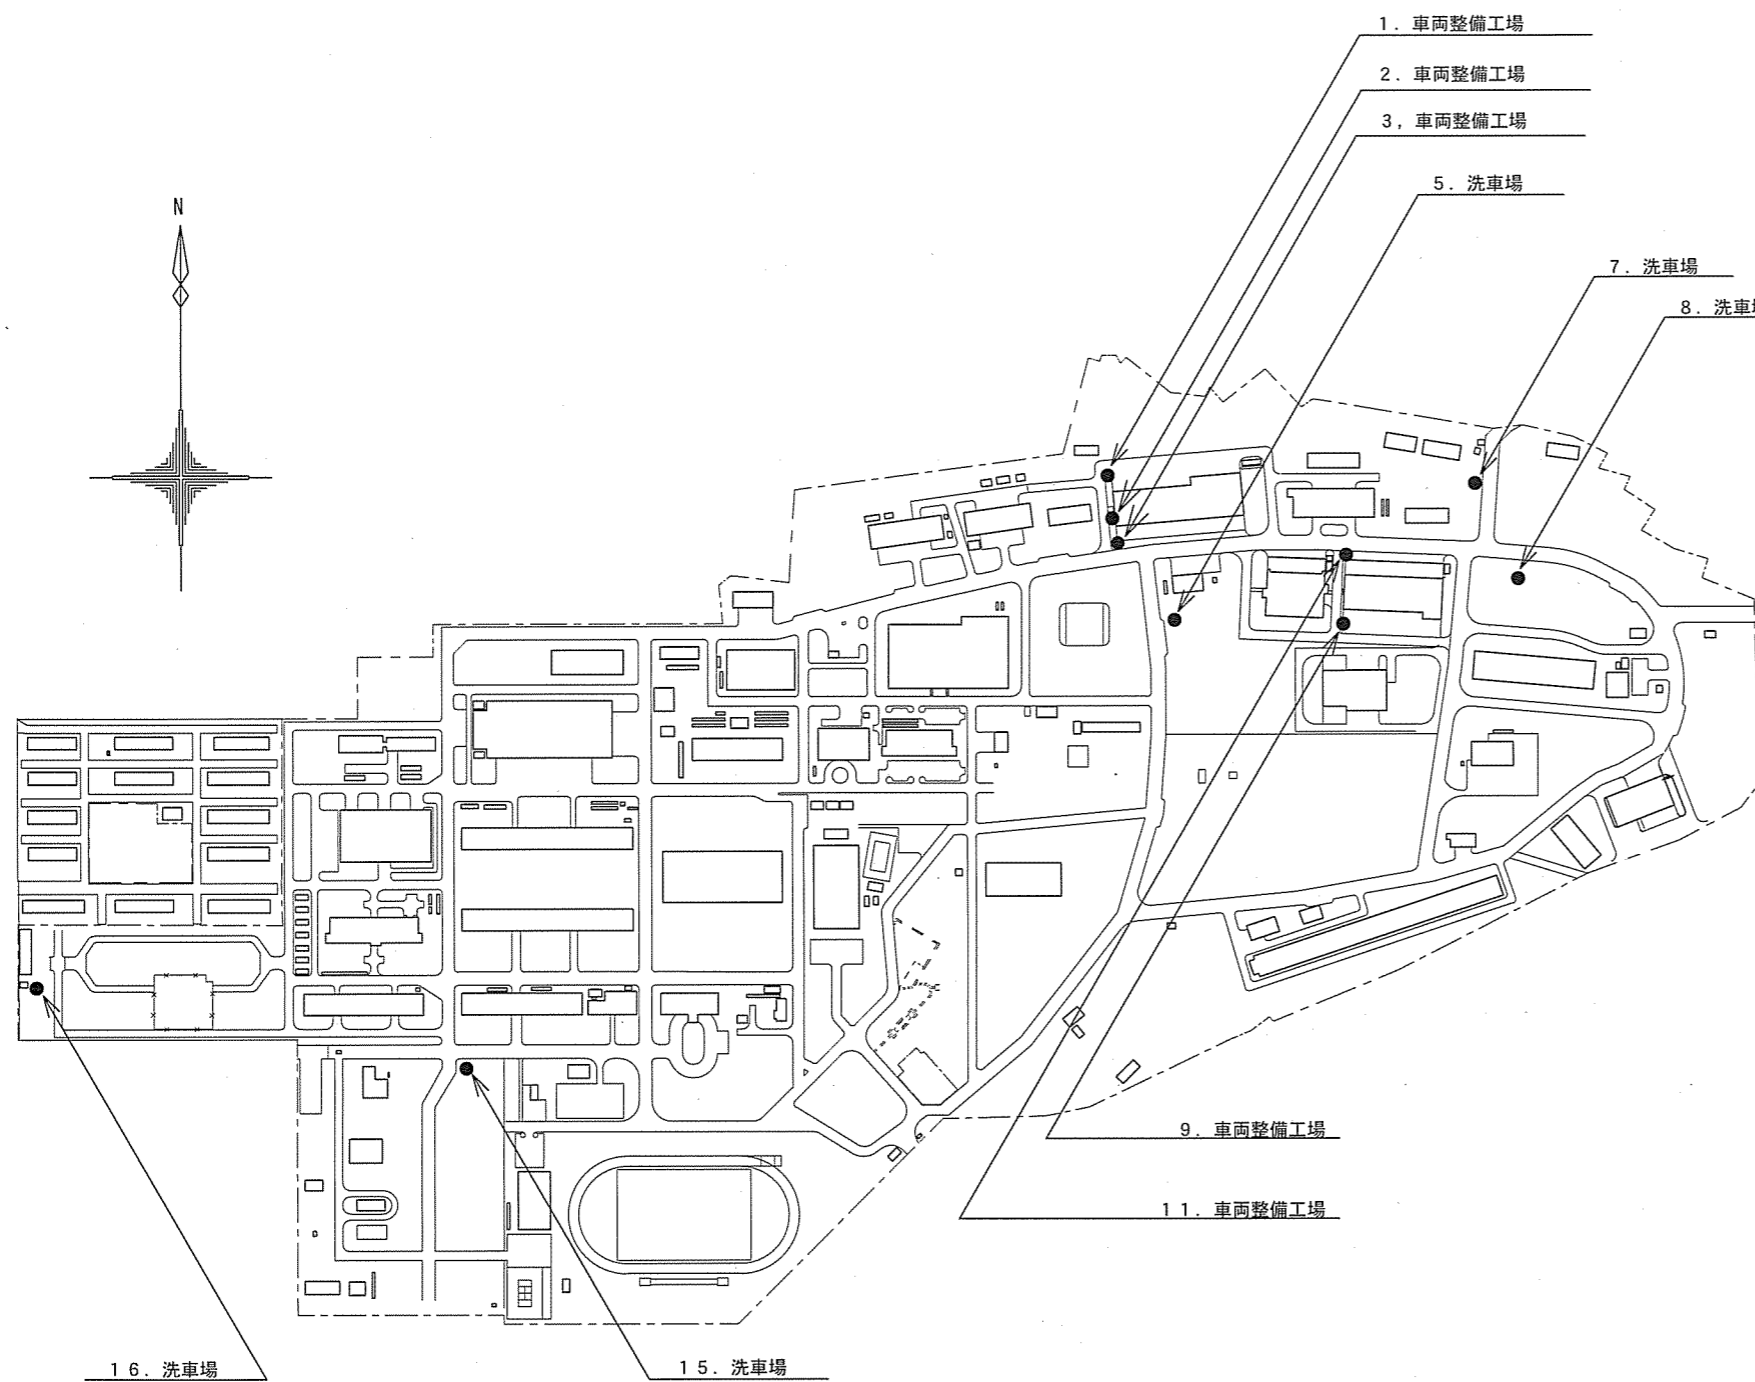 1. 車両整備工場
2. 車両整備工場
3, 車両整備工場
5. 洗車場
N
7. 洗車場
8. 洗車
9. 車両整備工場
11. 車両整備工場
16. 洗車場
15. 洗車場